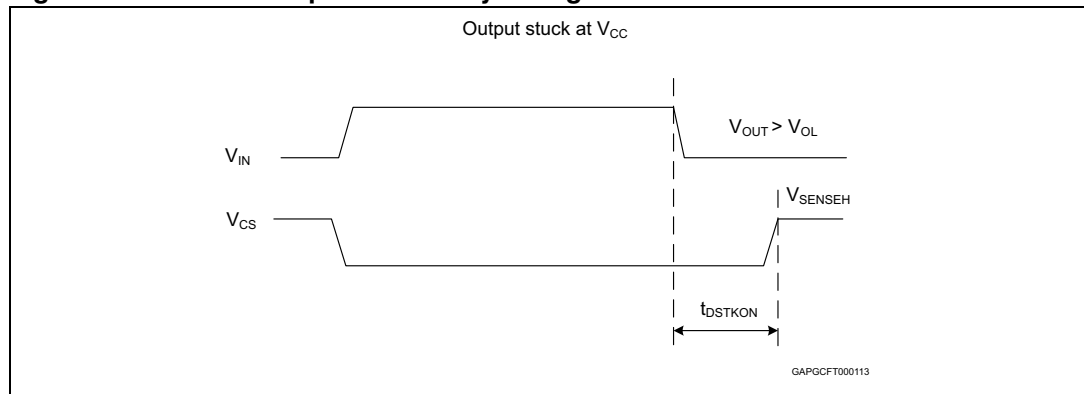 Output stuck at VCC
VIN
VOUT > VOL
VCS
VSENSEH
tDSTKON
GAPGCFT000113